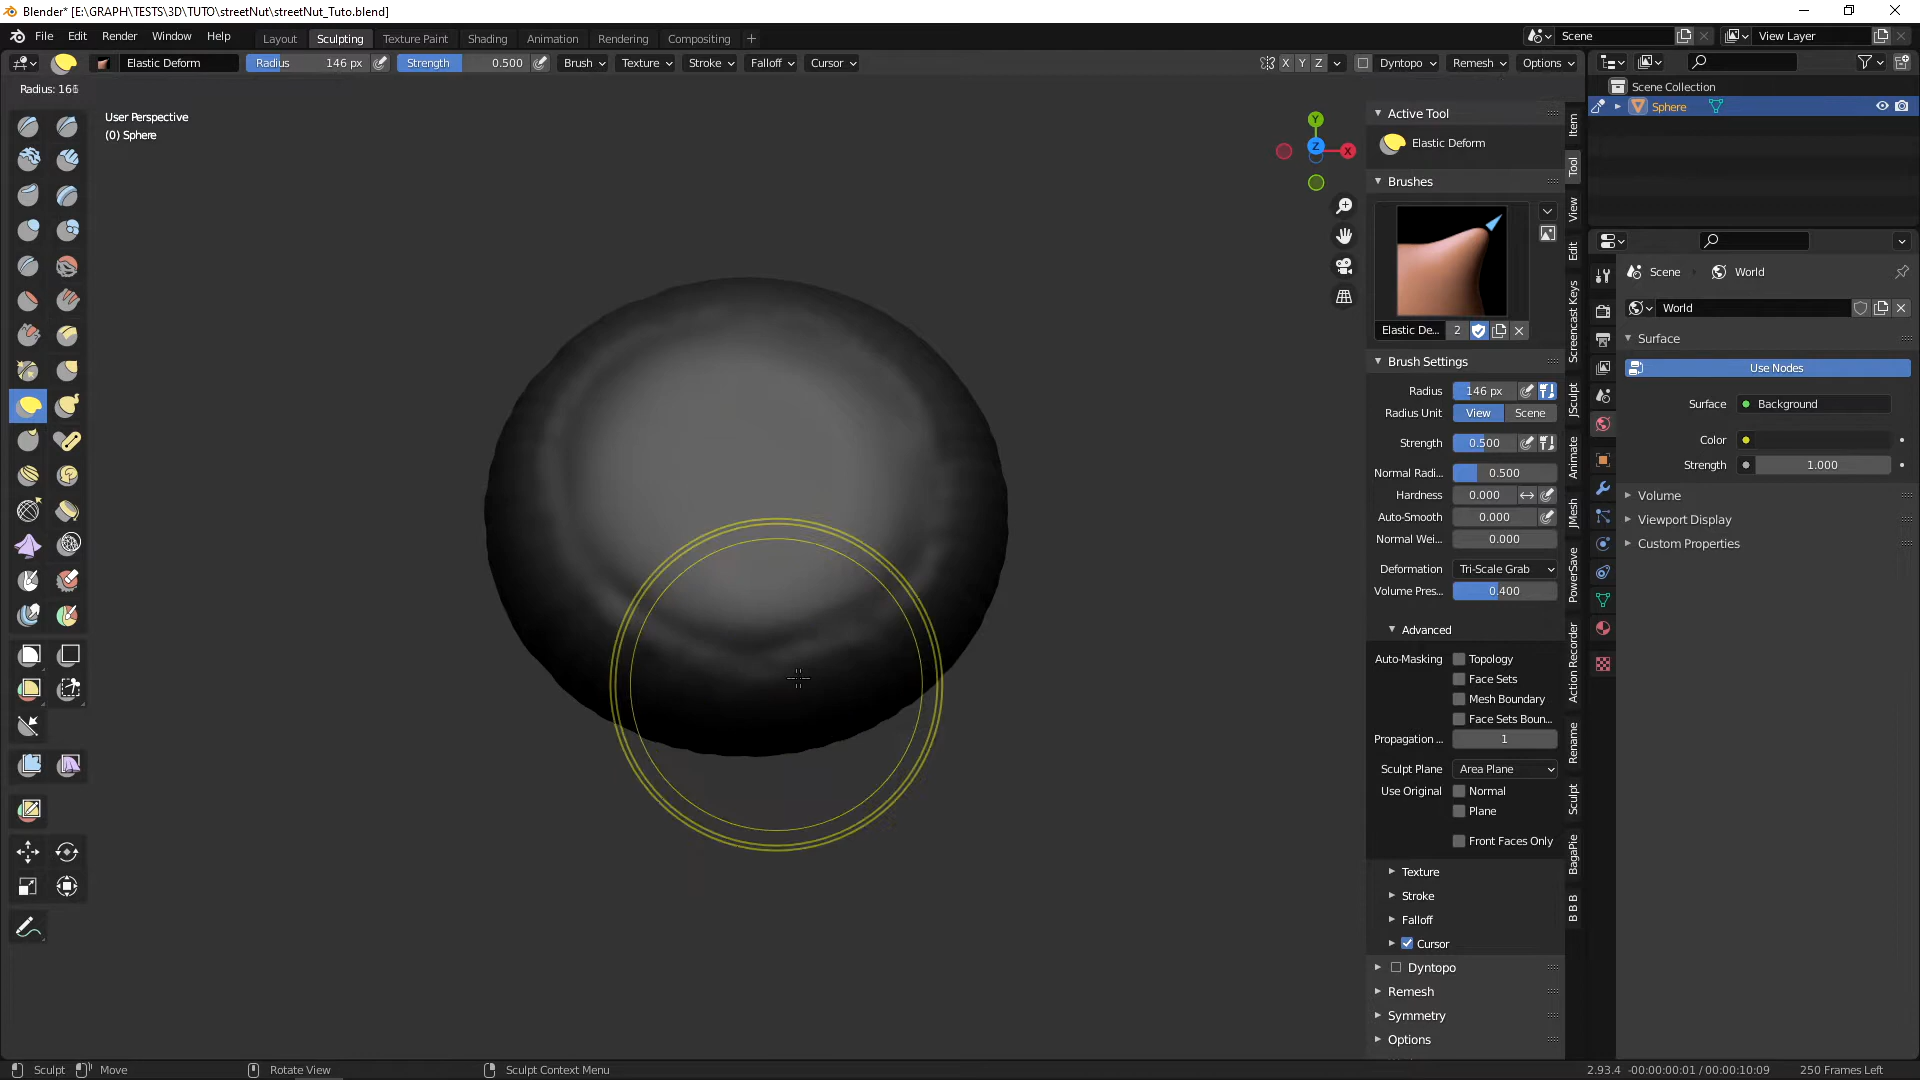 Blender* [E:\GRAPH\TESTS\3D\TUTO\streetNut\streetNut_Tuto.blend]
File Edit Render Window Help Layout Sculpting Texture Paint Shading Animation Rendering Compositing + Scene View Layer
Elastic Deform Radius 146 px Strength 0.500 Brush Texture Stroke Falloff Cursor X Y Z Dyntopo Remesh Options
Radius: 166
User Perspective
(0) Sphere
Y
Z
X
Active Tool
Elastic Deform
Brushes
Elastic De... 2
Brush Settings
Radius 146 px
Radius Unit View Scene
Strength 0.500
Normal Radi... 0.500
Hardness 0.000
Auto-Smooth 0.000
Normal Wei... 0.000
Deformation Tri-Scale Grab
Volume Pres... 0.400
Advanced
Auto-Masking Topology
Face Sets
Mesh Boundary
Face Sets Boun...
Propagation ... 1
Sculpt Plane Area Plane
Use Original Normal
Plane
Front Faces Only
Texture
Stroke
Falloff
Cursor
Dyntopo
Remesh
Symmetry
Options
Item
Tool
View
Edit
Screencast Keys
JSculpt
Animate
JMesh
PowerSave
Action Recorder
Rename
Sculpt
BagaPie
B B B
Scene Collection
Sphere
Scene World
World
Surface
Use Nodes
Surface Background
Color
Strength 1.000
Volume
Viewport Display
Custom Properties
Sculpt Move Rotate View Sculpt Context Menu 2.93.4 -00:00:00:01 / 00:00:10:09 250 Frames Left